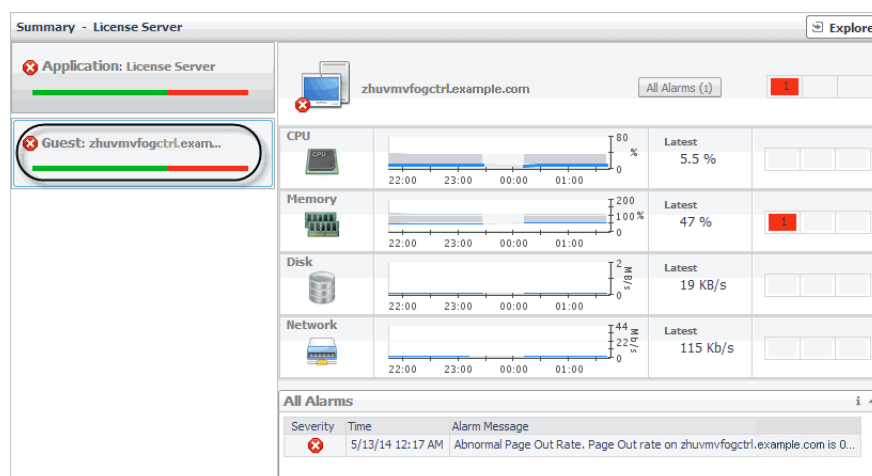 Summary - License Server
Explore
Application: License Server
Guest: zhuvmvfogctrl.exam...
zhuvmvfogctrl.example.com
All Alarms (1)
1
CPU
CPU
80
%
0
22:00 23:00 00:00 01:00
Latest
5.5 %
Memory
200
100 %
0
22:00 23:00 00:00 01:00
Latest
47 %
1
Disk
2
MB/s
0
22:00 23:00 00:00 01:00
Latest
19 KB/s
Network
44
22
Mb/s
0
22:00 23:00 00:00 01:00
Latest
115 Kb/s
All Alarms
i
Severity Time Alarm Message
5/13/14 12:17 AM Abnormal Page Out Rate. Page Out rate on zhuvmvfogctrl.example.com is 0...